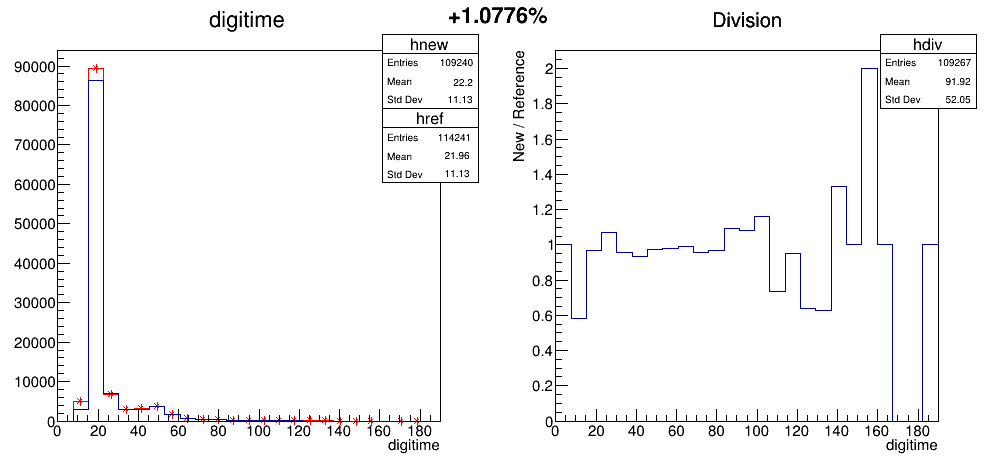 +1.0776%
digitime
hnew
Entries 109240
Mean 22.2
Std Dev 11.13
href
Entries 114241
Mean 21.96
Std Dev 11.13
90000
80000
70000
60000
50000
40000
30000
20000
10000
0
0 20 40 60 80 100 120 140 160 180
digitime
Division
hdiv
Entries 109267
Mean 91.92
Std Dev 52.05
New / Reference
2
1.8
1.6
1.4
1.2
1
0.8
0.6
0.4
0.2
0
0 20 40 60 80 100 120 140 160 180
digitime